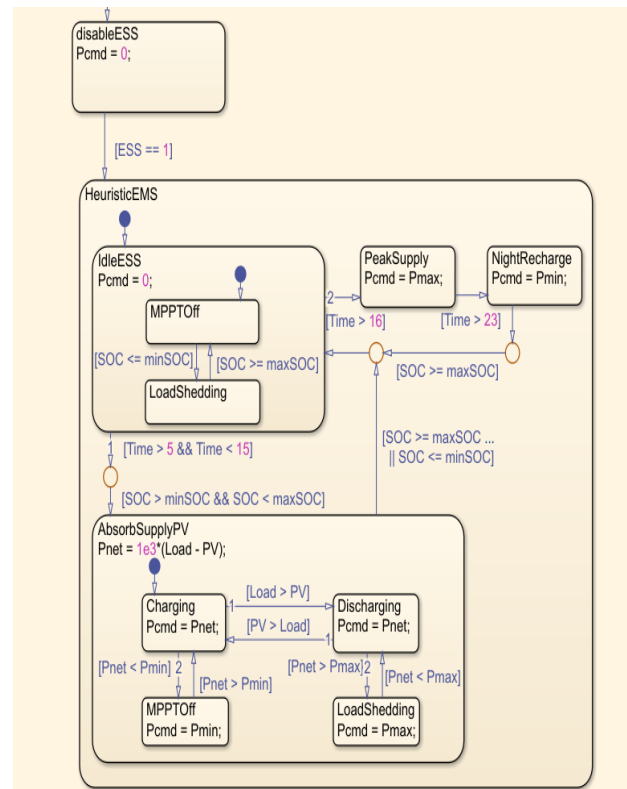 disableESS
Pcmd = 0;
[ESS == 1]
HeuristicEMS
IdleESS
Pcmd = 0;
MPPTOff
[SOC <= minSOC]
[SOC >= maxSOC]
LoadShedding
PeakSupply
Pcmd = Pmax;
NightRecharge
Pcmd = Pmin;
2
[Time > 16]
[Time > 23]
[SOC >= maxSOC]
1
[Time > 5 && Time < 15]
[SOC > minSOC && SOC < maxSOC]
[SOC >= maxSOC ...
|| SOC <= minSOC]
AbsorbSupplyPV
Pnet = 1e3*(Load - PV);
Charging
Pcmd = Pnet;
1
[Load > PV]
[PV > Load]
1
Discharging
Pcmd = Pnet;
[Pnet < Pmin]
2
[Pnet > Pmin]
[Pnet > Pmax]
2
[Pnet < Pmax]
MPPTOff
Pcmd = Pmin;
LoadShedding
Pcmd = Pmax;